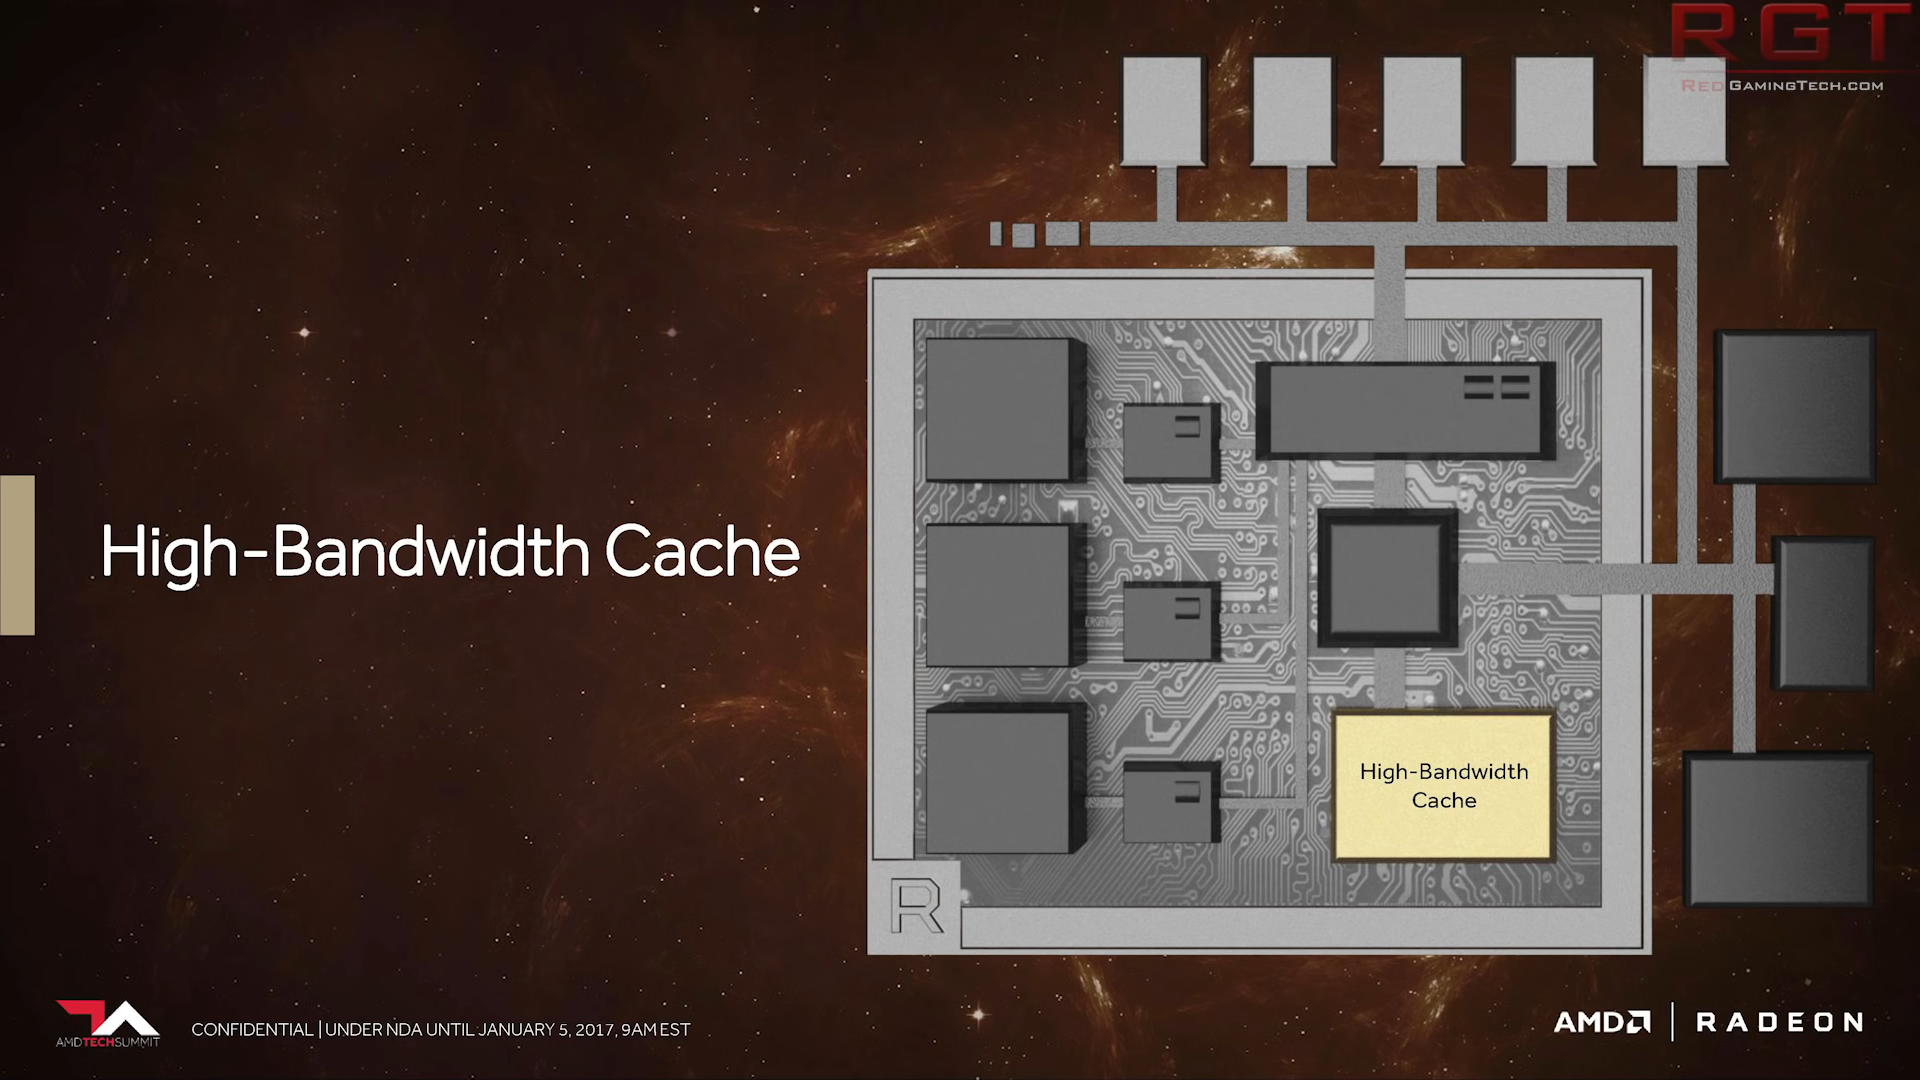 RGT
REDGAMINGTECH.COM
High-Bandwidth Cache
High-Bandwidth
Cache
R
AMDTECHSUMMIT
CONFIDENTIAL | UNDER NDA UNTIL JANUARY 5, 2017, 9AM EST
AMD | RADEON